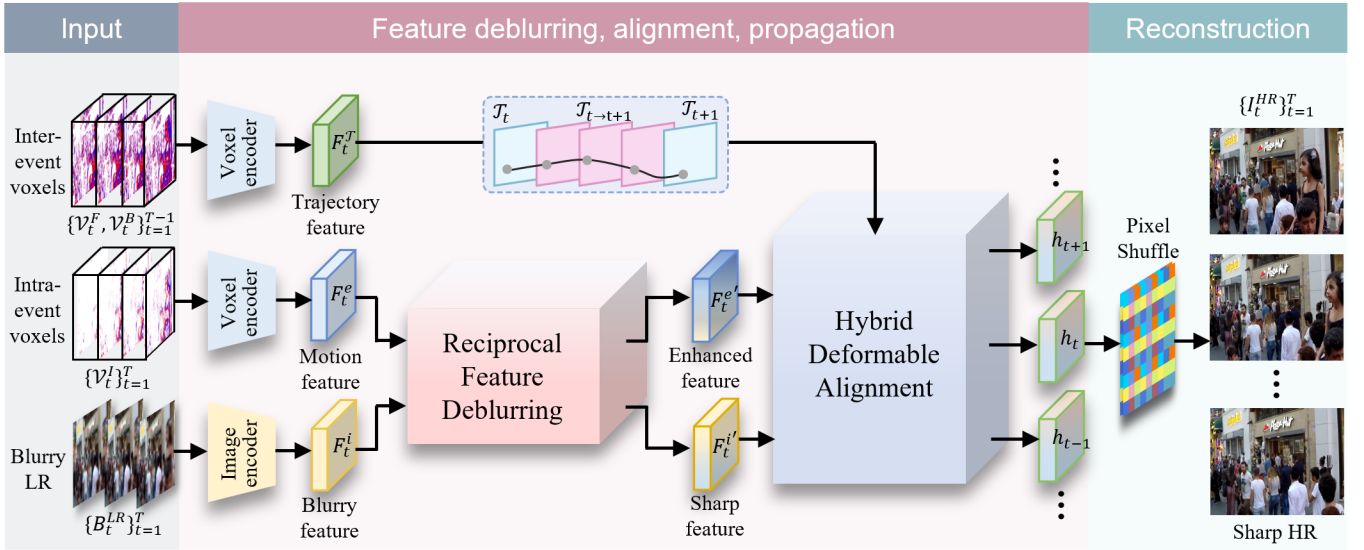 Input
Feature deblurring, alignment, propagation
Reconstruction
Inter-
event
voxels
{𝒱_t^F, 𝒱_t^B}_{t=1}^{T−1}
Voxel
encoder
F_t^𝒯
Trajectory
feature
𝒯_t
𝒯_{t→t+1}
𝒯_{t+1}
Intra-
event
voxels
{𝒱_t^I}_{t=1}^T
Voxel
encoder
F_t^e
Motion
feature
Blurry
LR
{B_t^{LR}}_{t=1}^T
Image
encoder
F_t^i
Blurry
feature
Reciprocal
Feature
Deblurring
F_t^{e′}
Enhanced
feature
F_t^{i′}
Sharp
feature
Hybrid
Deformable
Alignment
h_{t+1}
h_t
h_{t−1}
Pixel
Shuffle
{I_t^{HR}}_{t=1}^T
Sharp HR